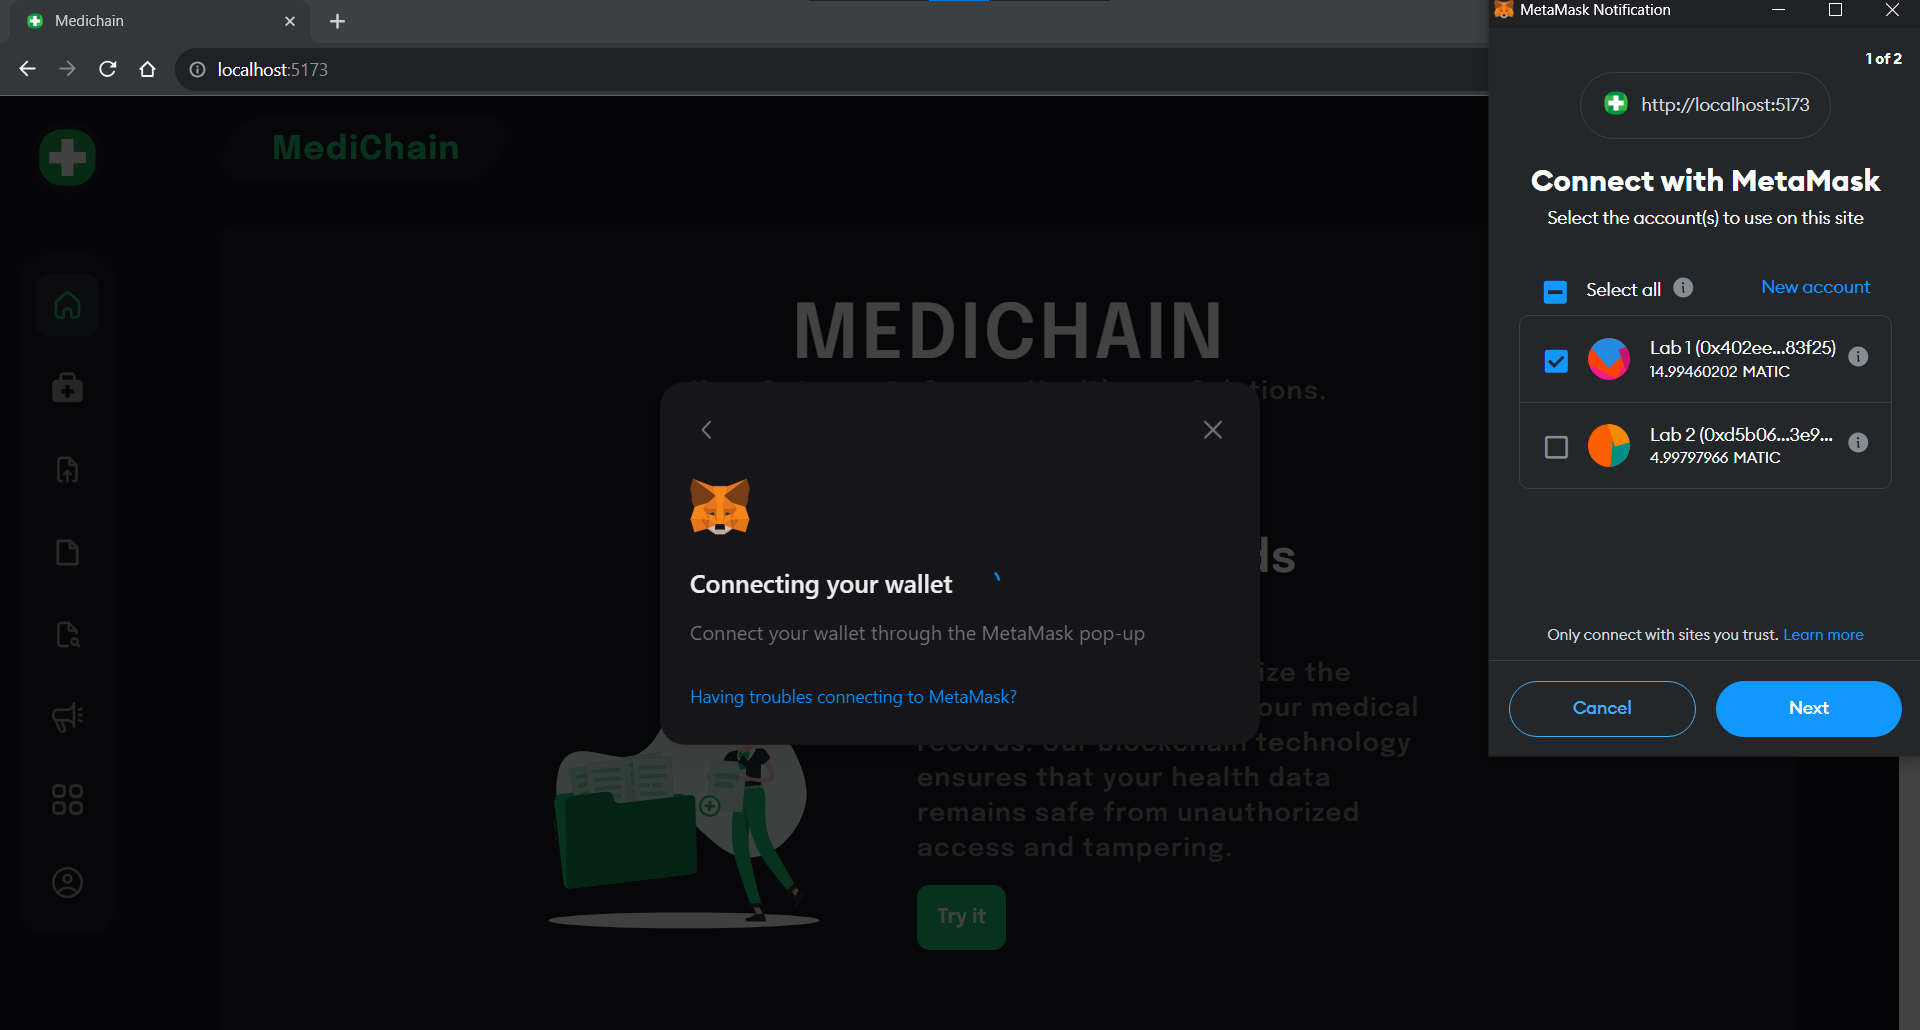 Medichain
localhost:5173
MediChain
MEDICHAIN
tions.
Connecting your wallet
Connect your wallet through the MetaMask pop-up
Having troubles connecting to MetaMask?
ds
ize the
our medical
records. Our blockchain technology
ensures that your health data
remains safe from unauthorized
access and tampering.
Try it
MetaMask Notification
1 of 2
http://localhost:5173
Connect with MetaMask
Select the account(s) to use on this site
Select all
New account
Lab 1 (0x402ee...83f25)
14.99460202 MATIC
Lab 2 (0xd5b06...3e9...
4.99797966 MATIC
Only connect with sites you trust. Learn more
Cancel
Next